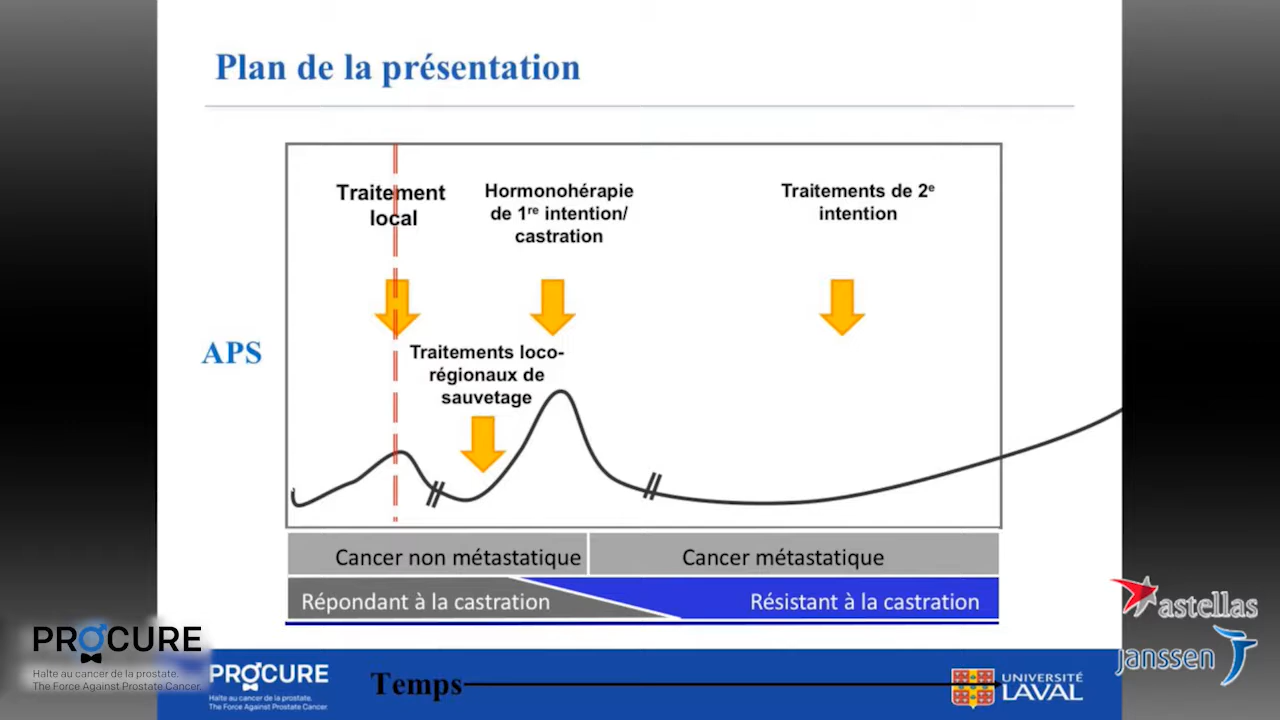 Plan de la présentation
Traitement
local
Hormonohérapie
de 1re intention/
castration
Traitements de 2e
intention
APS
Traitements loco-
régionaux de
sauvetage
Cancer non métastatique
Cancer métastatique
Répondant à la castration
Résistant à la castration
PROCURE
Halte au cancer de la prostate.
The Force Against Prostate Cancer.
PROCURE
Halte au cancer de la prostate.
The Force Against Prostate Cancer.
Temps
UNIVERSITÉ
LAVAL
astellas
janssen